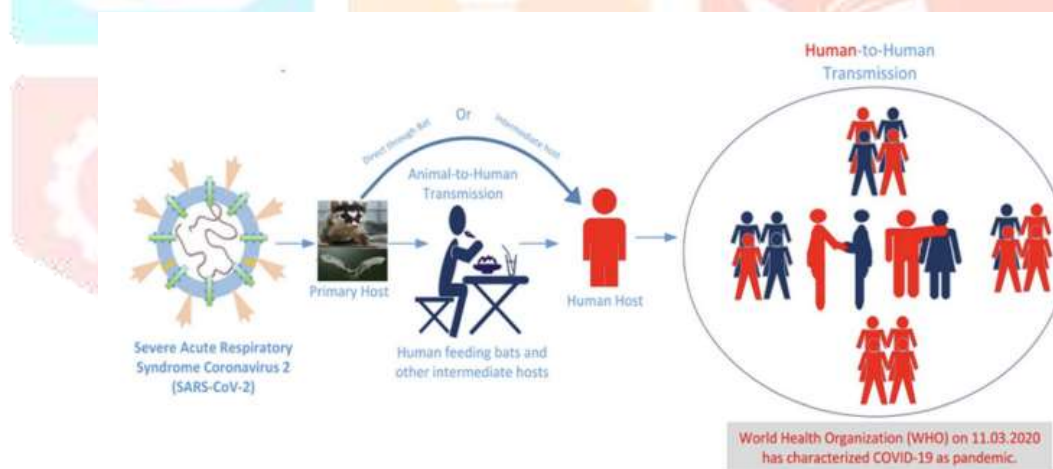 Human-to-Human
Transmission
Or
Direct through Bat
Intermediate host
Animal-to-Human
Transmission
Primary Host
Human Host
Severe Acute Respiratory
Syndrome Coronavirus 2
(SARS-CoV-2)
Human feeding bats and
other intermediate hosts
World Health Organization (WHO) on 11.03.2020
has characterized COVID-19 as pandemic.